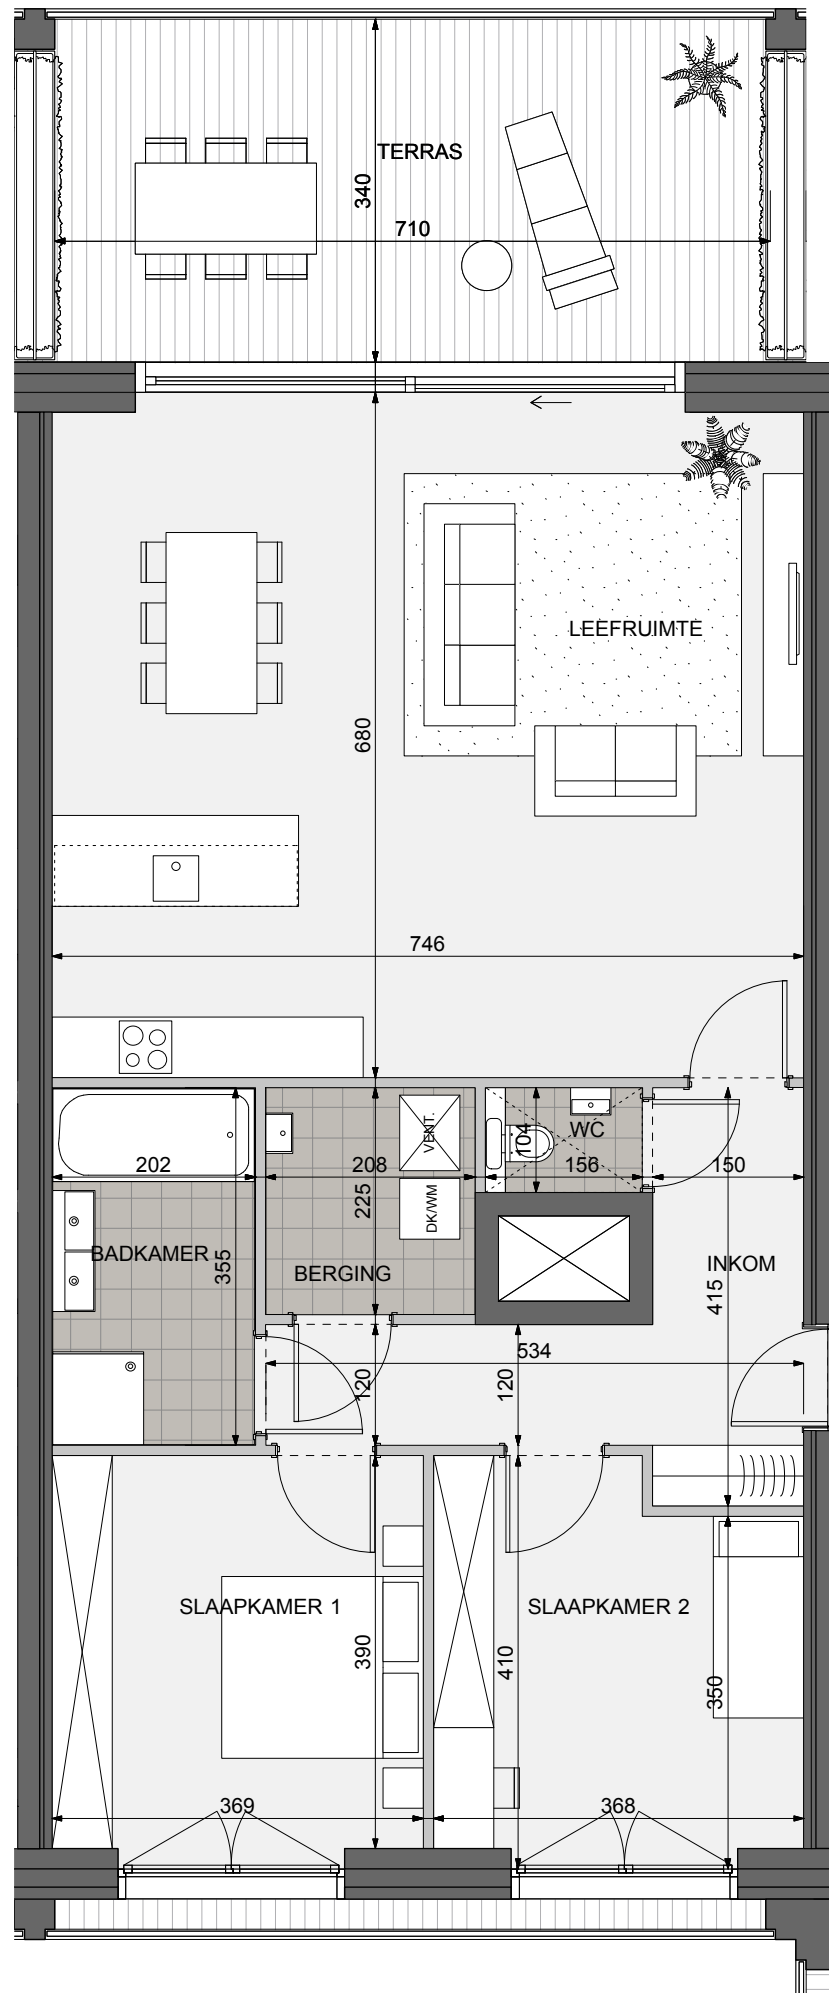 TERRAS
340
710
LEEFRUIMTE
680
746
VENT.
WC
104
202
208
156
150
225
DK/WM
BADKAMER
355
BERGING
INKOM
415
534
120
120
SLAAPKAMER 1
SLAAPKAMER 2
390
410
350
369
368